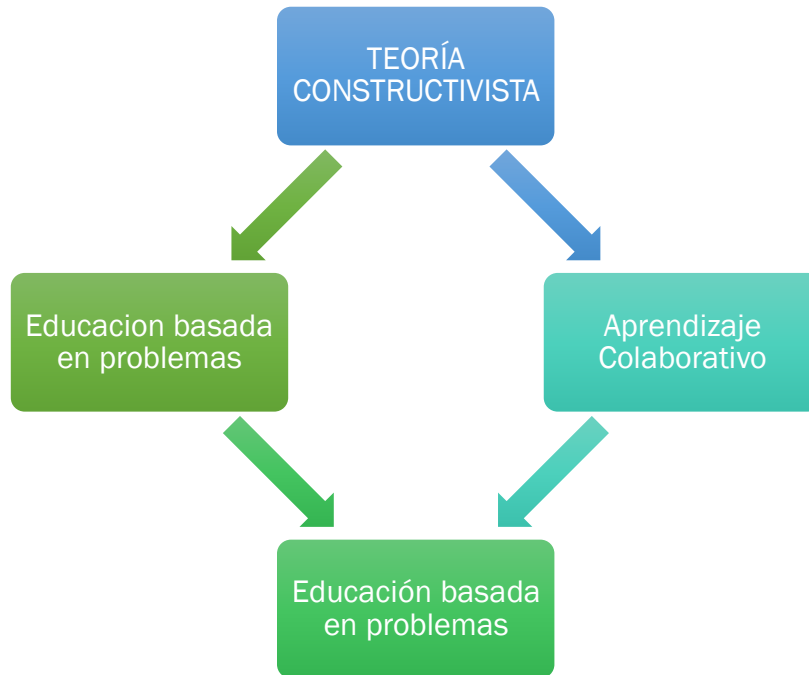 TEORÍA
CONSTRUCTIVISTA
Educacion basada
en problemas
Aprendizaje
Colaborativo
Educación basada
en problemas